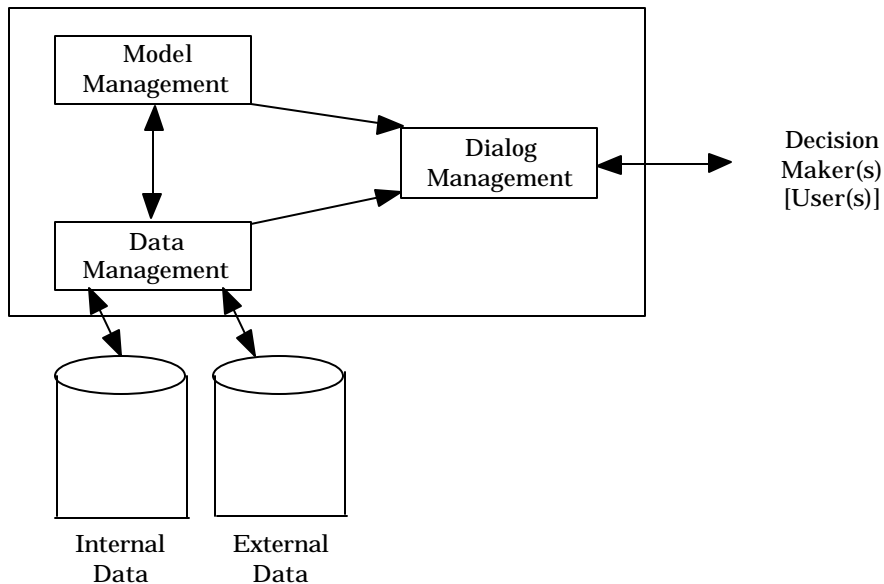 Model
Management
Dialog
Management
Decision
Maker(s)
[User(s)]
Data
Management
Internal
Data
External
Data